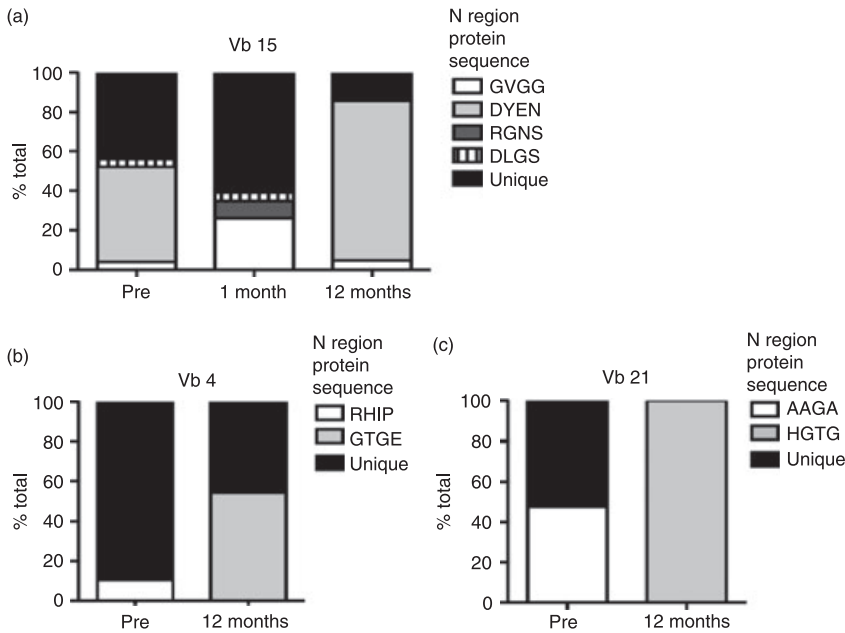 (a)
Vb 15
N region
protein
sequence
GVGG
DYEN
RGNS
DLGS
Unique
% total
100
80
60
40
20
0
Pre
1 month
12 months
(b)
Vb 4
N region
protein
sequence
RHIP
GTGE
Unique
% total
100
80
60
40
20
0
Pre
12 months
(c)
Vb 21
N region
protein
sequence
AAGA
HGTG
Unique
% total
100
80
60
40
20
0
Pre
12 months